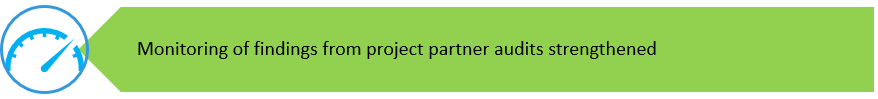 Monitoring of findings from project partner audits strengthened